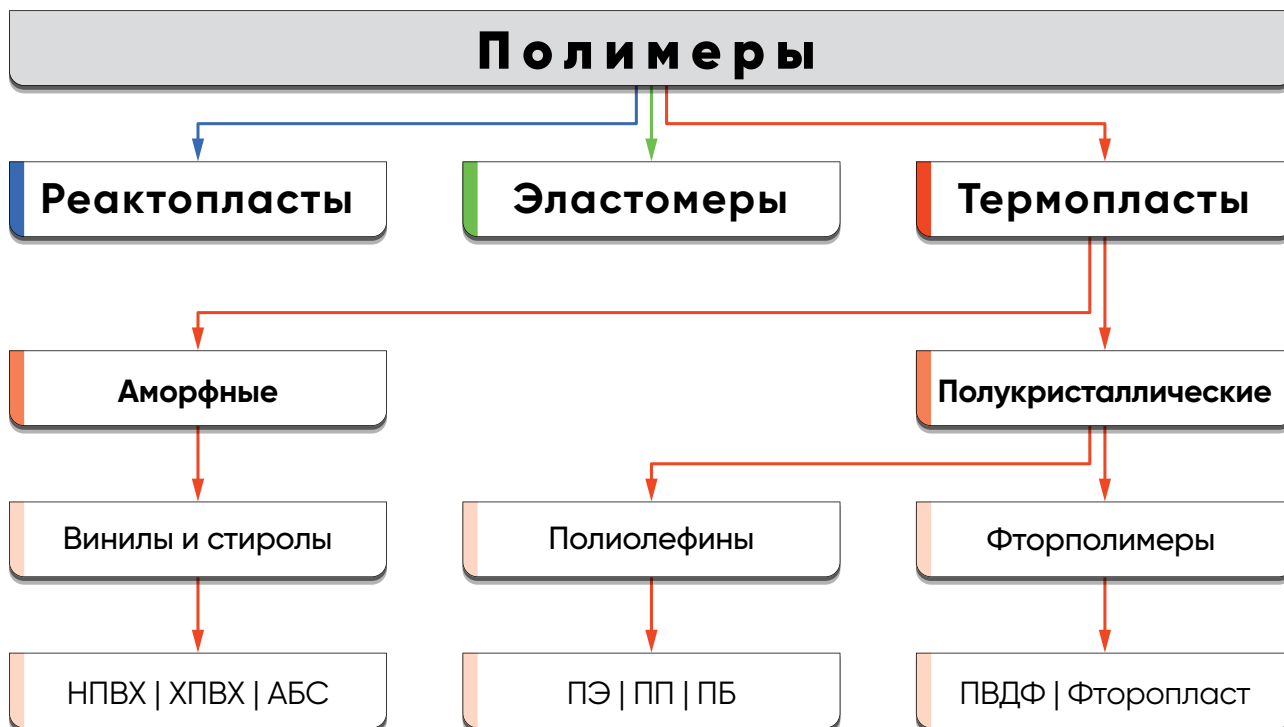 Полимеры
Реактопласты
Эластомеры
Термопласты
Аморфные
Полукристаллические
Винилы и стиролы
Полиолефины
Фторполимеры
НПВХ | ХПВХ | АБС
ПЭ | ПП | ПБ
ПВДФ | Фторопласт